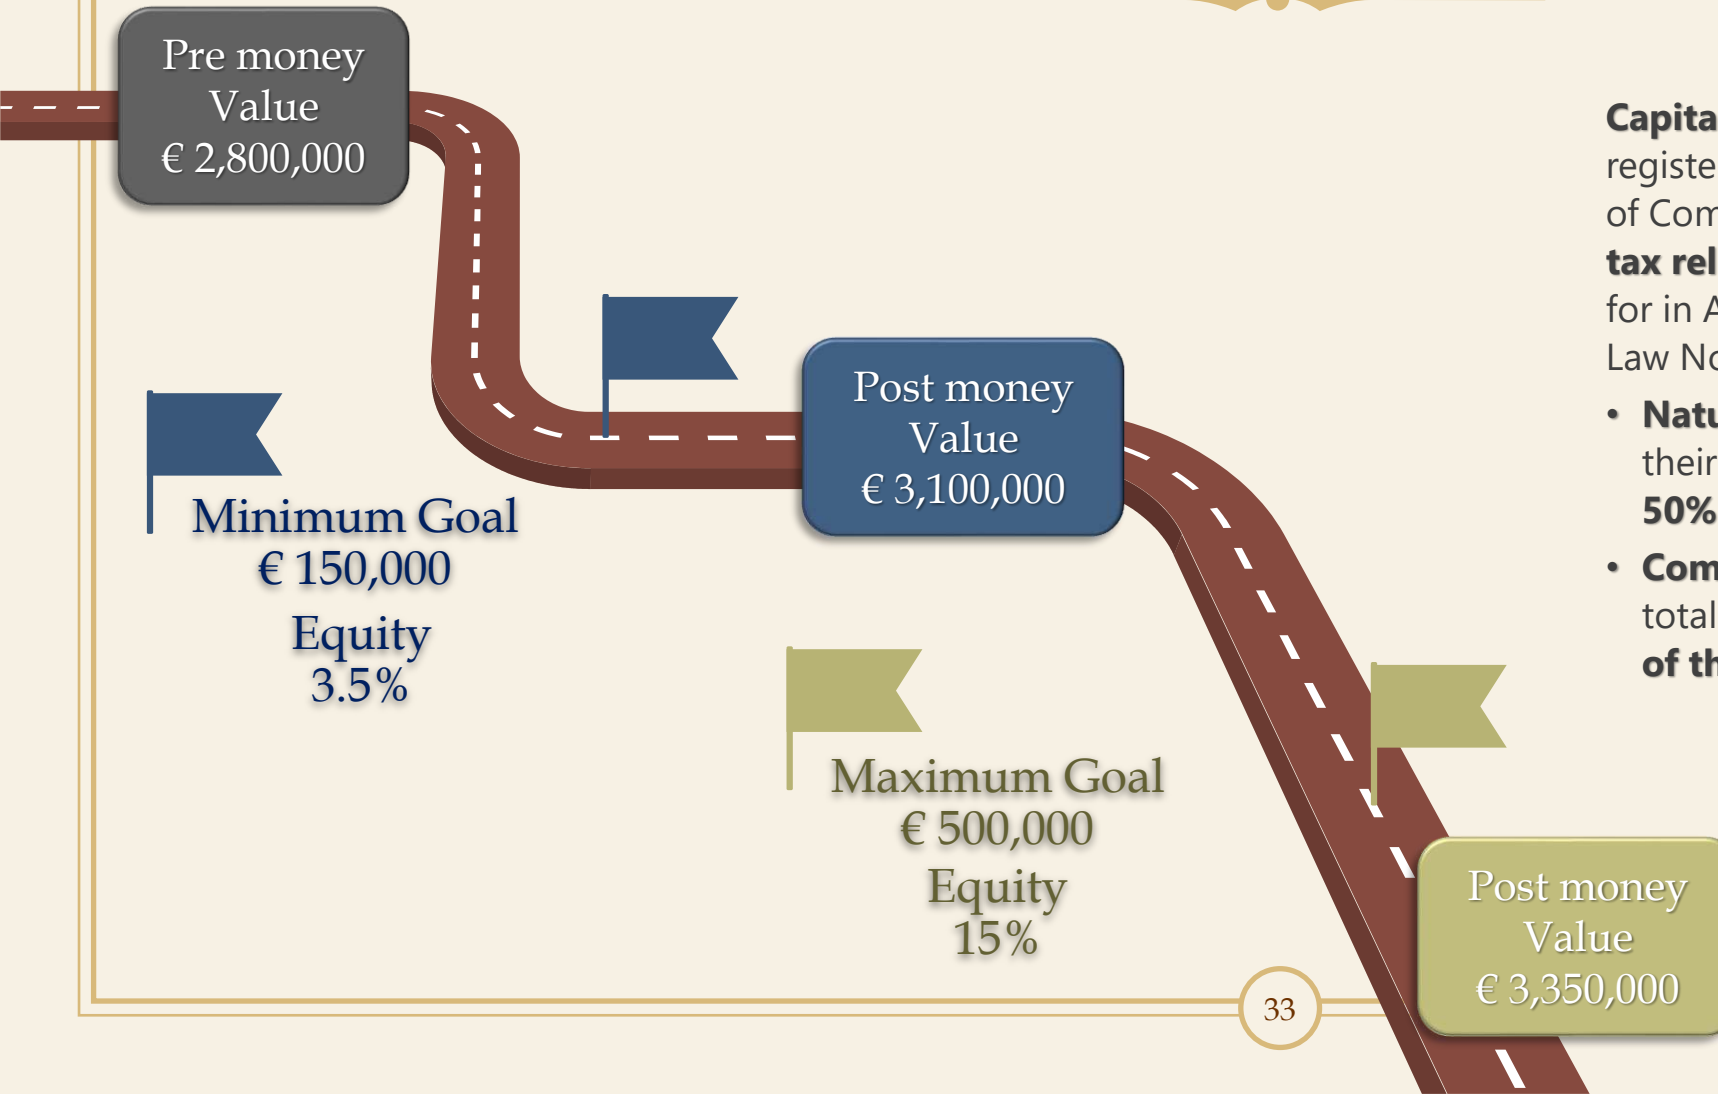 Pre money
Value
€ 2,800,000
Post money
Value
€ 3,100,000
Minimum Goal
€ 150,000
Equity
3.5%
Maximum Goal
€ 500,000
Equity
15%
Post money
Value
€ 3,350,000
33
registe
of Com
tax rel
for in A
Law No
• Natu
their
50%
• Com
total
of th